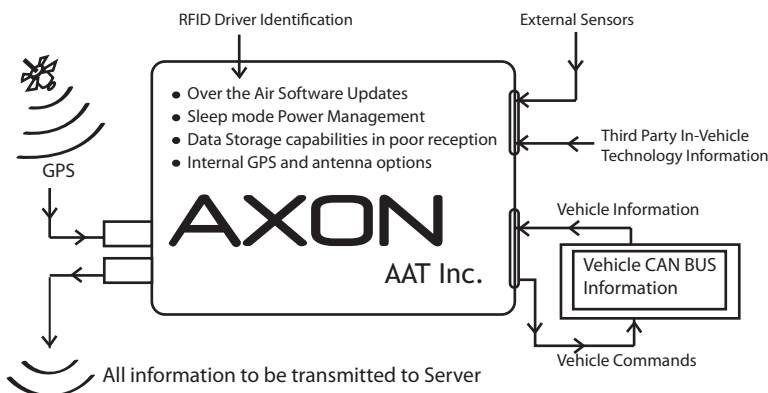 RFID Driver Identification
External Sensors
• Over the Air Software Updates
• Sleep mode Power Management
• Data Storage capabilities in poor reception
• Internal GPS and antenna options
Third Party In-Vehicle
Technology Information
GPS
AXON
AAT Inc.
Vehicle Information
Vehicle CAN BUS
Information
Vehicle Commands
All information to be transmitted to Server